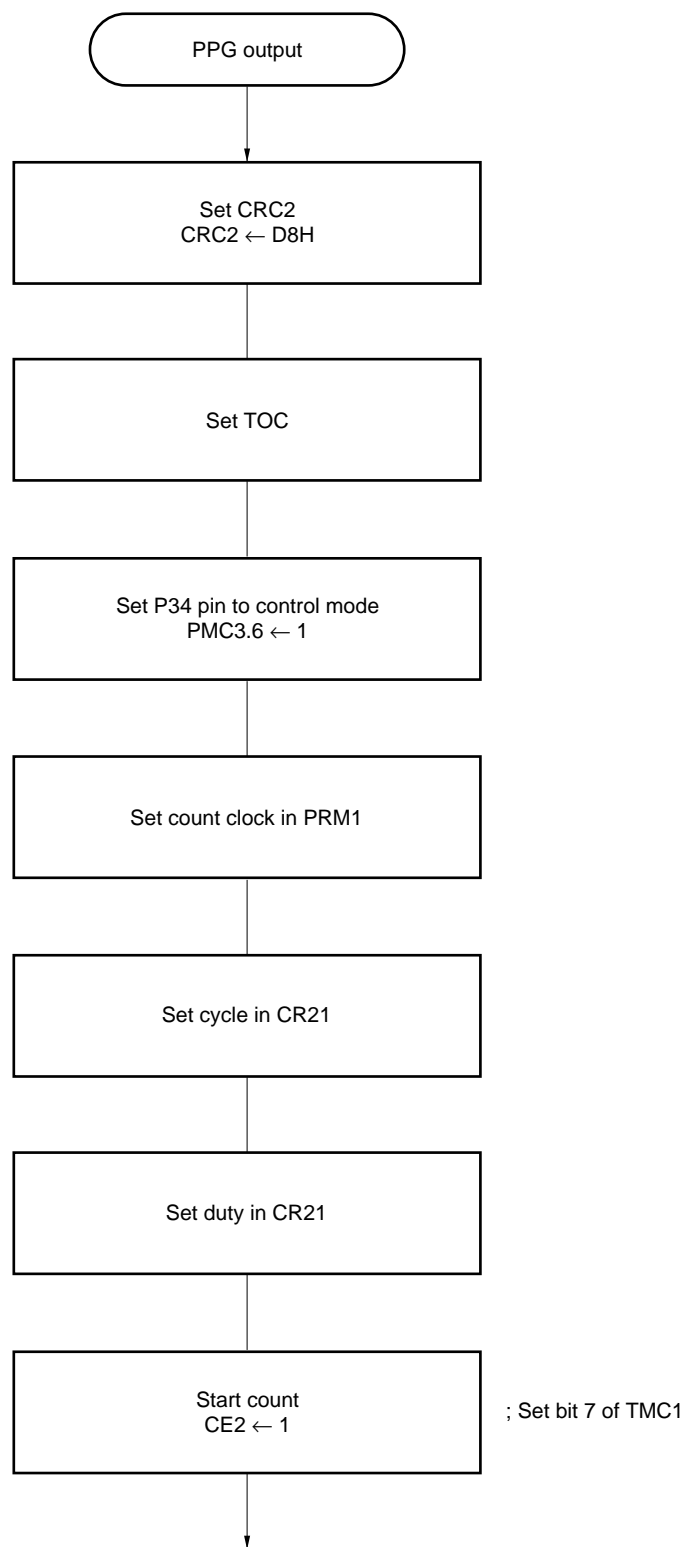 PPG output
Set CRC2
CRC2 ← D8H
Set TOC
Set P34 pin to control mode
PMC3.6 ← 1
Set count clock in PRM1
Set cycle in CR21
Set duty in CR21
Start count
CE2 ← 1
; Set bit 7 of TMC1